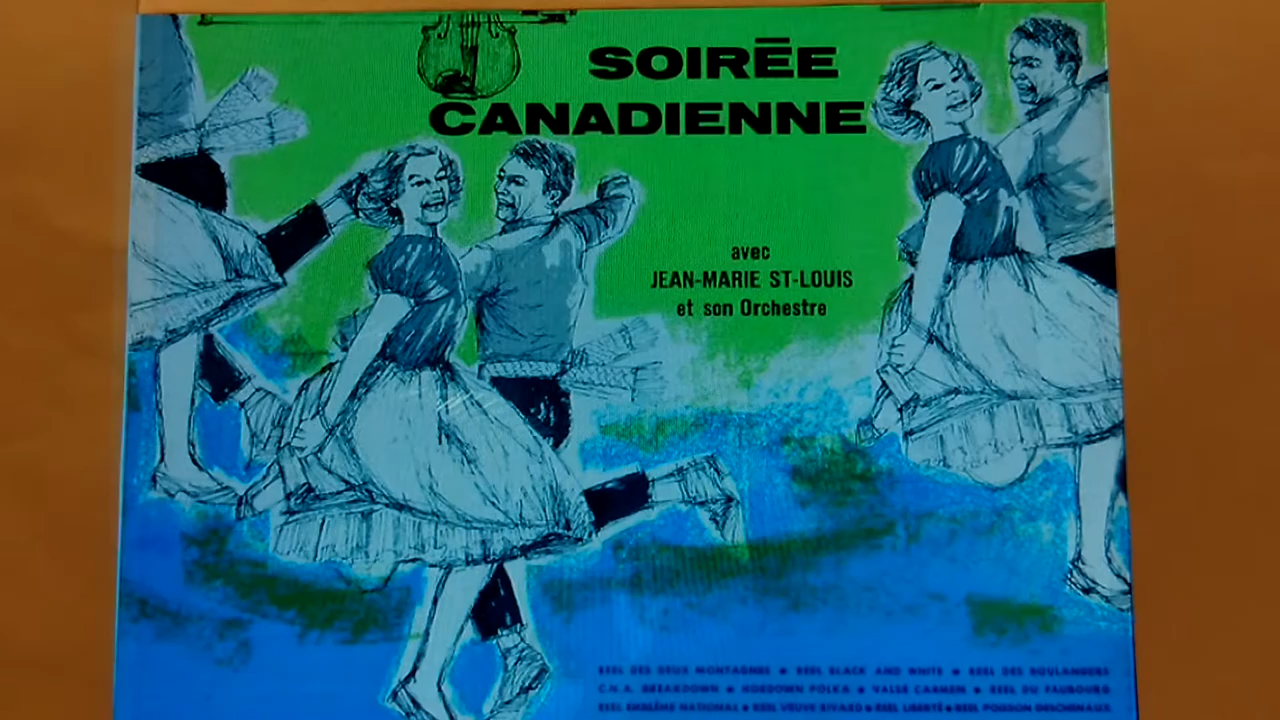 SOIRÉE
CANADIENNE
avec
JEAN-MARIE ST-LOUIS
et son Orchestre
REEL DES DEUX MONTAGNES ● REEL BLACK AND WHITE ● REEL DES BOULANGERS
C.N.A. BREAKDOWN ● HOEDOWN POLKA ● VALSE CARMEN ● REEL DU FAUBOURG
REEL EMBLÊME NATIONAL ● REEL VEUVE RIVARD ● REEL LIBERTÉ ● REEL POISSON DESCHENAUX